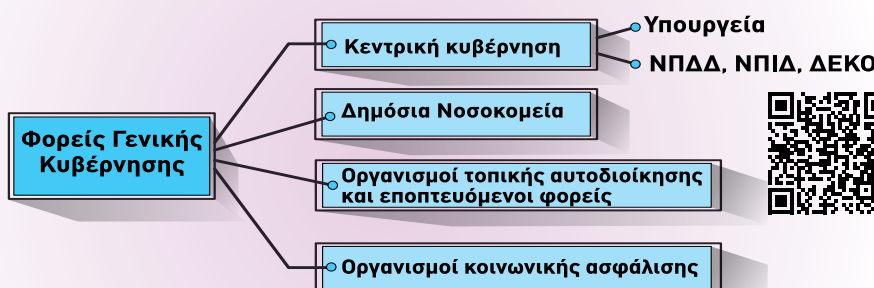 Υπουργεία
Κεντρική κυβέρνηση
ΝΠΔΔ, ΝΠΙΔ, ΔΕΚΟ
Δημόσια Νοσοκομεία
Φορείς Γενικής
Κυβέρνησης
Οργανισμοί τοπικής αυτοδιοίκησης
και εποπτευόμενοι φορείς
Οργανισμοί κοινωνικής ασφάλισης